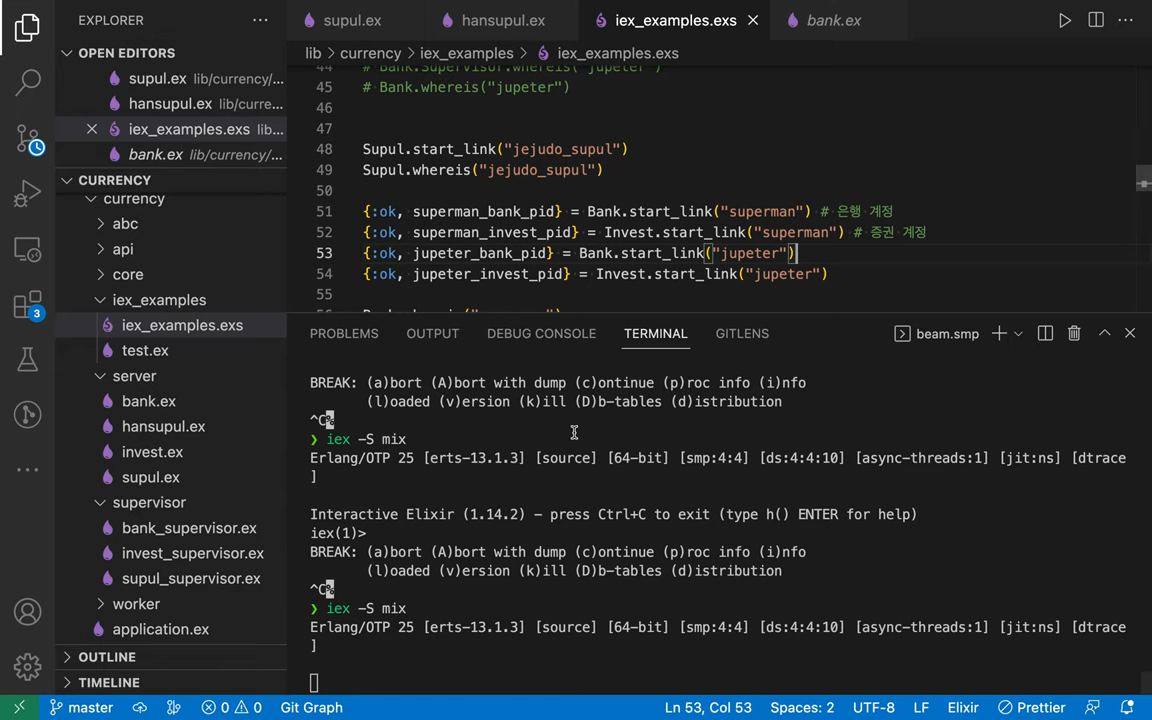 EXPLORER
OPEN EDITORS
supul.ex lib/currency/...
hansupul.ex lib/curre...
iex_examples.exs lib...
bank.ex lib/currency/...
CURRENCY
currency
abc
api
core
iex_examples
iex_examples.exs
test.ex
server
bank.ex
hansupul.ex
invest.ex
supul.ex
supervisor
bank_supervisor.ex
invest_supervisor.ex
supul_supervisor.ex
worker
application.ex
OUTLINE
TIMELINE
3
supul.ex
hansupul.ex
iex_examples.exs
bank.ex
lib > currency > iex_examples > iex_examples.exs
44 # Bank.Supervisor.whereis("jupeter")
45 # Bank.whereis("jupeter")
46
47
48 Supul.start_link("jejudo_supul")
49 Supul.whereis("jejudo_supul")
50
51 {:ok, superman_bank_pid} = Bank.start_link("superman") # 은행 계정
52 {:ok, superman_invest_pid} = Invest.start_link("superman") # 증권 계정
53 {:ok, jupeter_bank_pid} = Bank.start_link("jupeter")
54 {:ok, jupeter_invest_pid} = Invest.start_link("jupeter")
55
PROBLEMS OUTPUT DEBUG CONSOLE TERMINAL GITLENS
beam.smp
BREAK: (a)bort (A)bort with dump (c)ontinue (p)roc info (i)nfo
(l)oaded (v)ersion (k)ill (D)b-tables (d)istribution
^C%
❯ iex -S mix
Erlang/OTP 25 [erts-13.1.3] [source] [64-bit] [smp:4:4] [ds:4:4:10] [async-threads:1] [jit:ns] [dtrace
]
Interactive Elixir (1.14.2) - press Ctrl+C to exit (type h() ENTER for help)
iex(1)>
BREAK: (a)bort (A)bort with dump (c)ontinue (p)roc info (i)nfo
(l)oaded (v)ersion (k)ill (D)b-tables (d)istribution
^C%
❯ iex -S mix
Erlang/OTP 25 [erts-13.1.3] [source] [64-bit] [smp:4:4] [ds:4:4:10] [async-threads:1] [jit:ns] [dtrace
]
master 0 0 Git Graph Ln 53, Col 53 Spaces: 2 UTF-8 LF Elixir Prettier